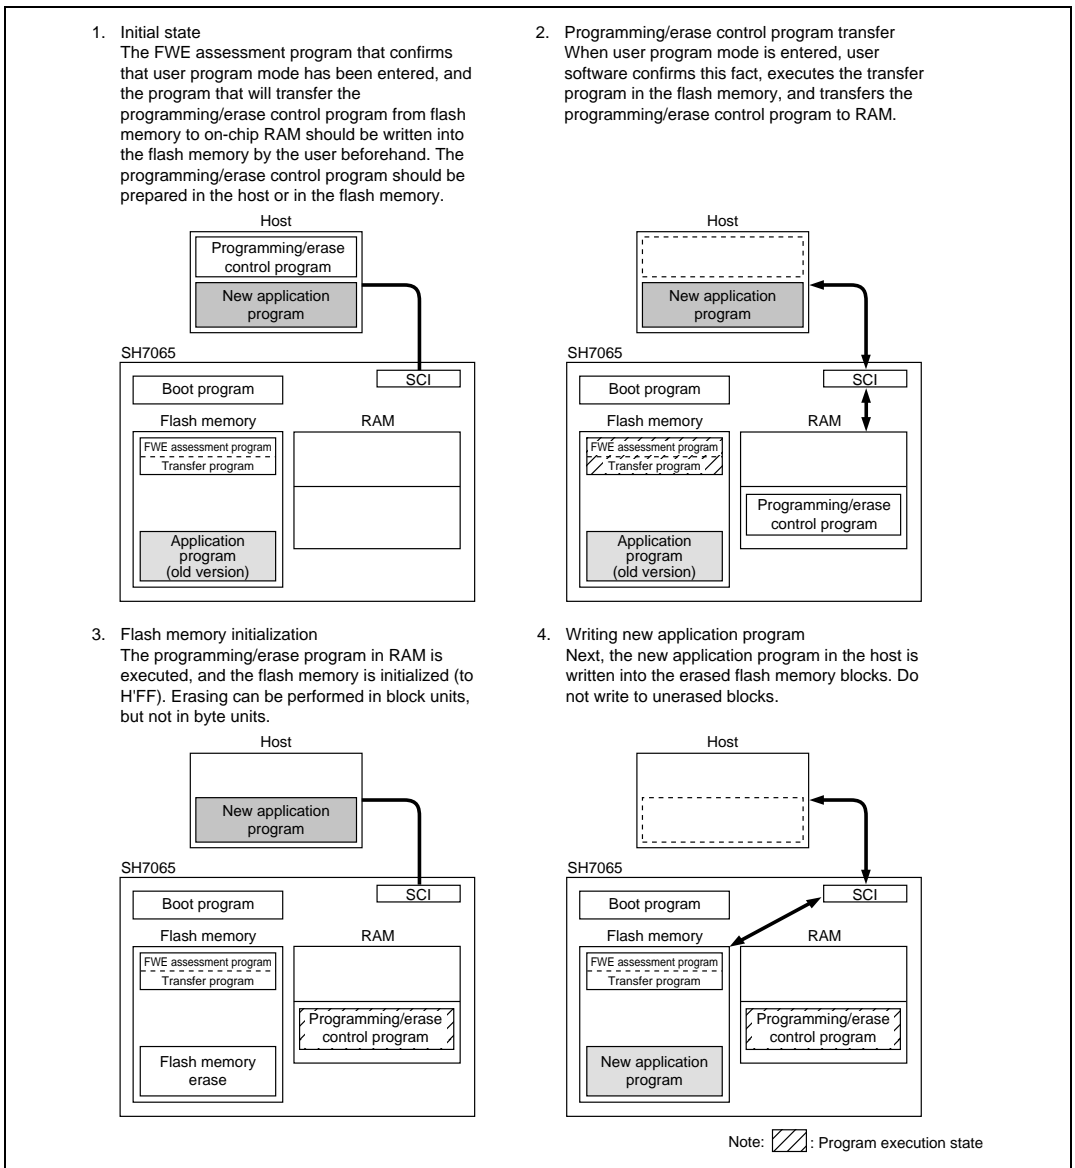 1. Initial state
The FWE assessment program that confirms
that user program mode has been entered, and
the program that will transfer the
programming/erase control program from flash
memory to on-chip RAM should be written into
the flash memory by the user beforehand. The
programming/erase control program should be
prepared in the host or in the flash memory.
Host
Programming/erase
control program
New application
program
SH7065
Boot program
SCI
Flash memory
RAM
FWE assessment program
Transfer program
Application
program
(old version)
2. Programming/erase control program transfer
When user program mode is entered, user
software confirms this fact, executes the transfer
program in the flash memory, and transfers the
programming/erase control program to RAM.
Host
New application
program
SH7065
Boot program
SCI
Flash memory
RAM
FWE assessment program
Transfer program
Programming/erase
control program
Application
program
(old version)
3. Flash memory initialization
The programming/erase program in RAM is
executed, and the flash memory is initialized (to
H'FF). Erasing can be performed in block units,
but not in byte units.
Host
New application
program
SH7065
Boot program
SCI
Flash memory
RAM
FWE assessment program
Transfer program
Programming/erase
control program
Flash memory
erase
4. Writing new application program
Next, the new application program in the host is
written into the erased flash memory blocks. Do
not write to unerased blocks.
Host
SH7065
Boot program
SCI
Flash memory
RAM
FWE assessment program
Transfer program
Programming/erase
control program
New application
program
Note: : Program execution state